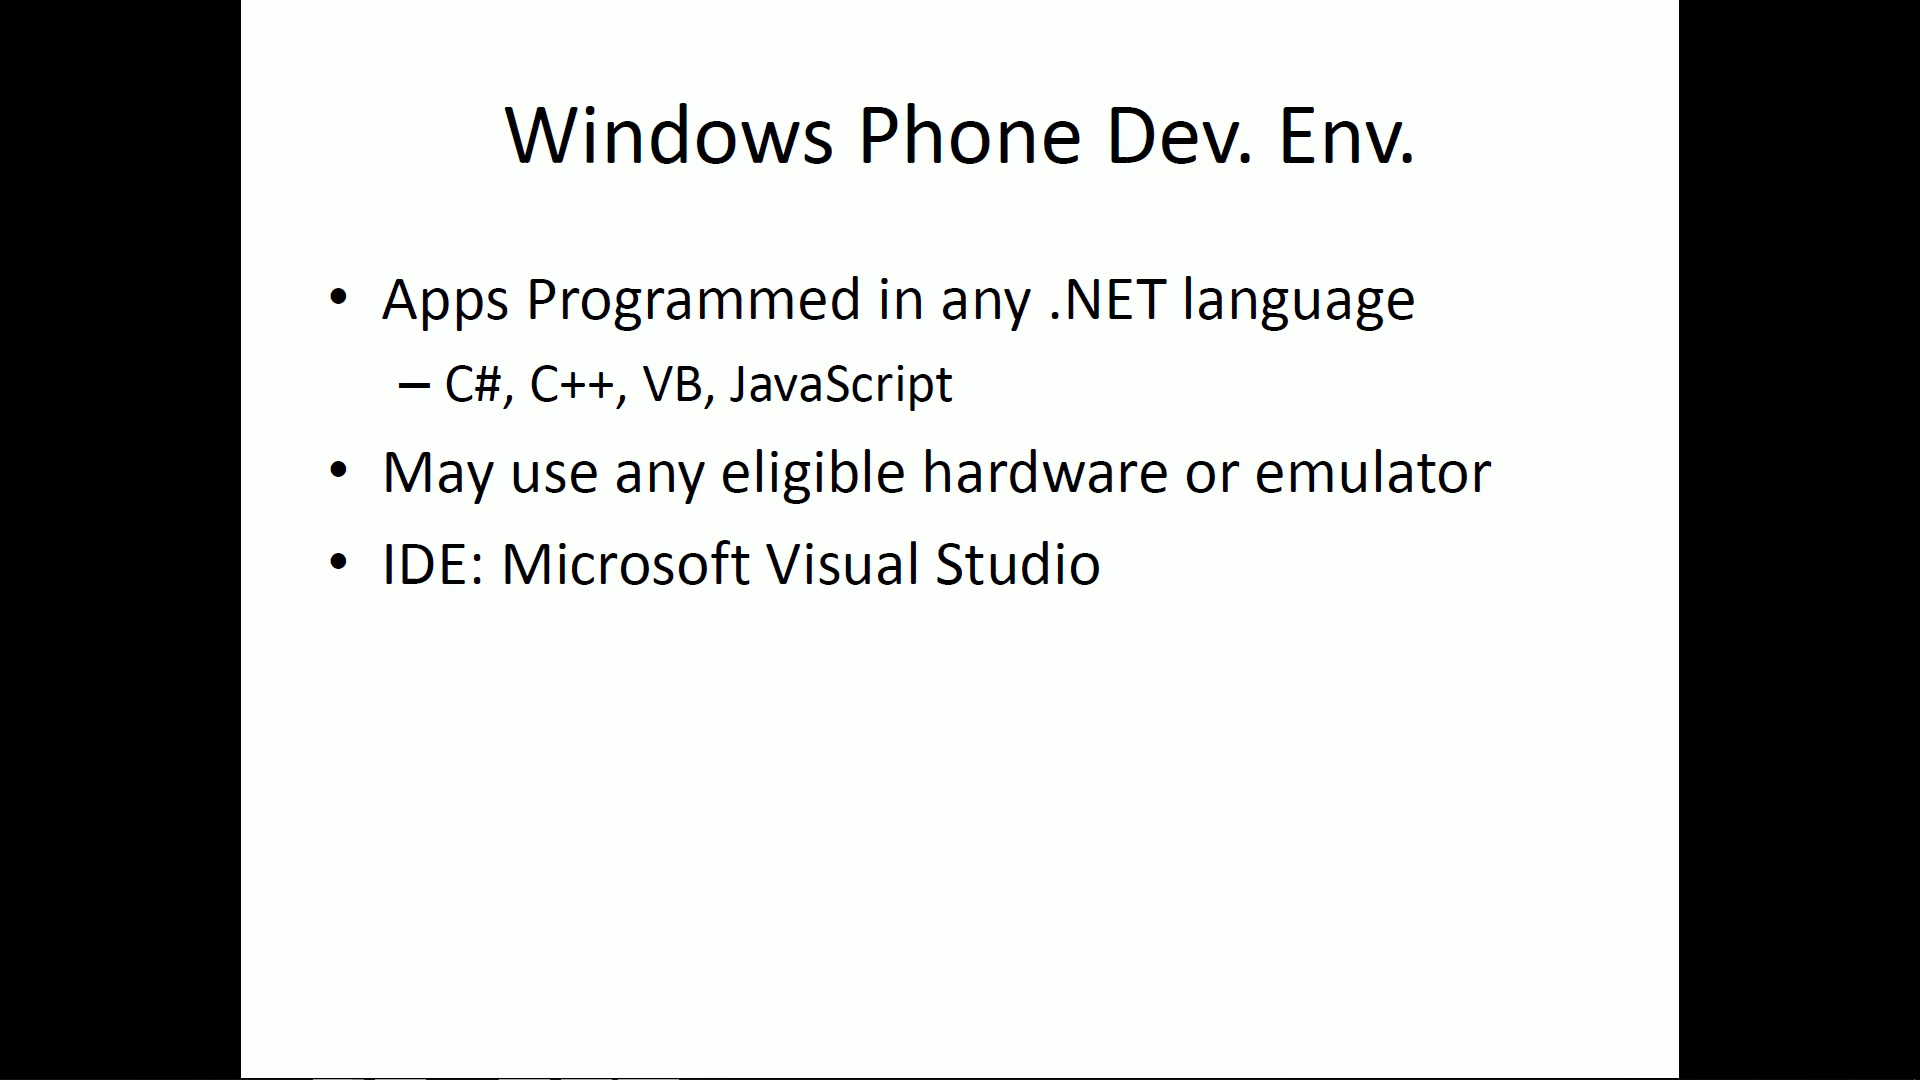 Windows Phone Dev. Env.
• Apps Programmed in any .NET language
– C#, C++, VB, JavaScript
• May use any eligible hardware or emulator
• IDE: Microsoft Visual Studio